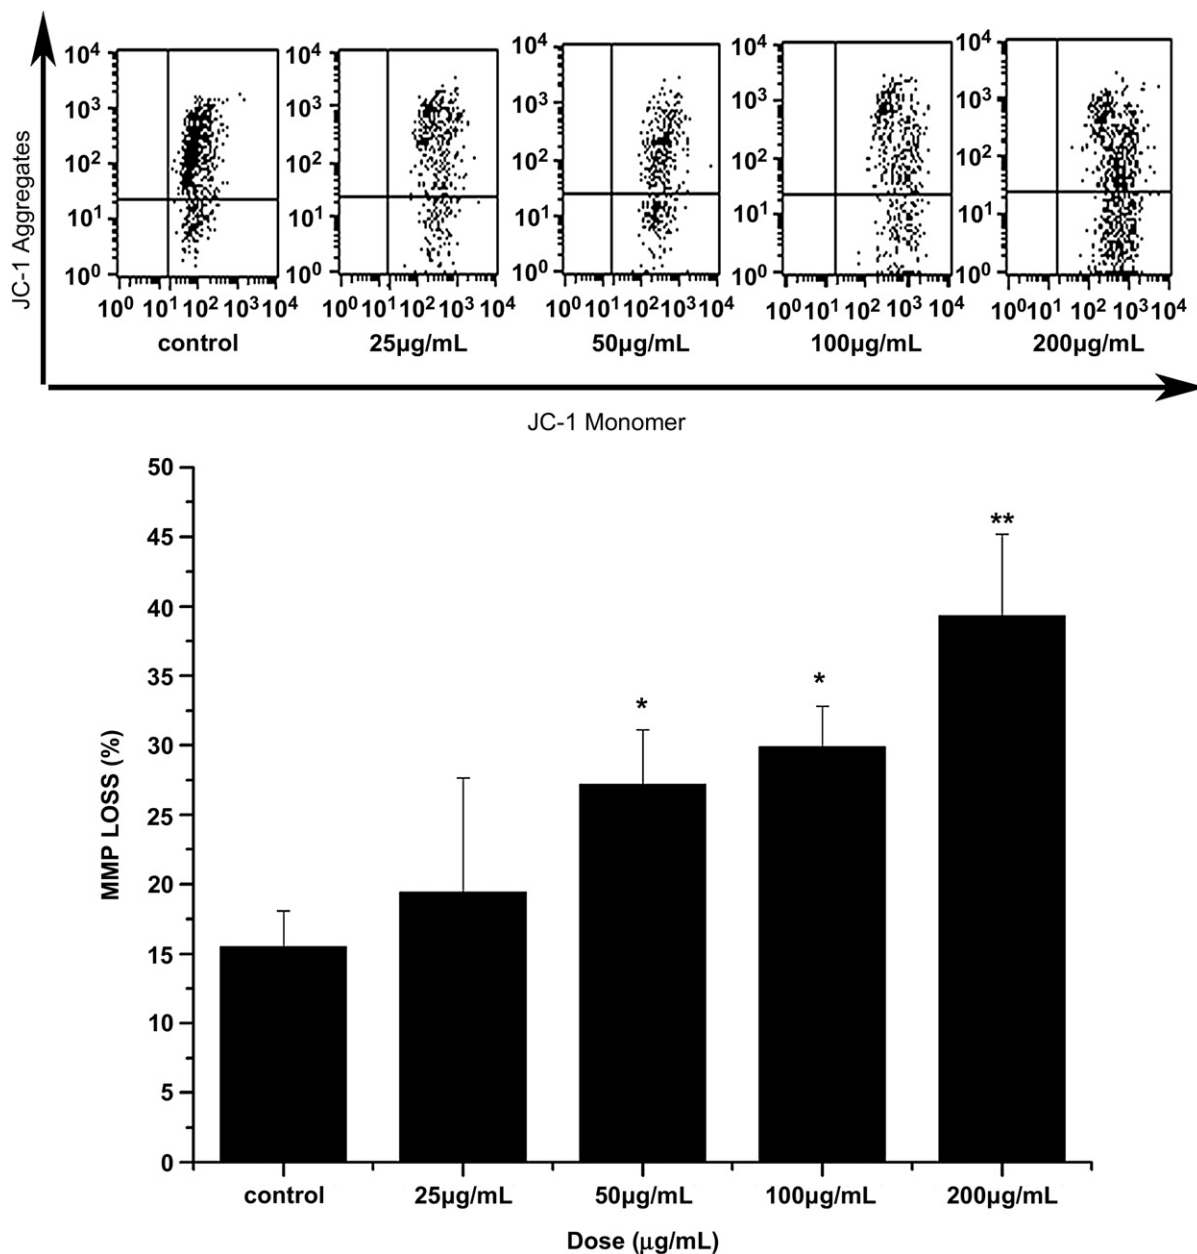 JC-1 Aggregates
10⁴ 10³ 10² 10¹ 10⁰
10⁰ 10¹ 10² 10³ 10⁴
control
10⁴ 10³ 10² 10¹ 10⁰
10⁰ 10¹ 10² 10³ 10⁴
25µg/mL
10⁴ 10³ 10² 10¹ 10⁰
10⁰ 10¹ 10² 10³ 10⁴
50µg/mL
10⁴ 10³ 10² 10¹ 10⁰
10⁰ 10¹ 10² 10³ 10⁴
100µg/mL
10⁴ 10³ 10² 10¹ 10⁰
10⁰ 10¹ 10² 10³ 10⁴
200µg/mL
JC-1 Monomer
MMP LOSS (%)
50
45
40
35
30
25
20
15
10
5
0
*
*
**
control 25µg/mL 50µg/mL 100µg/mL 200µg/mL
Dose (µg/mL)